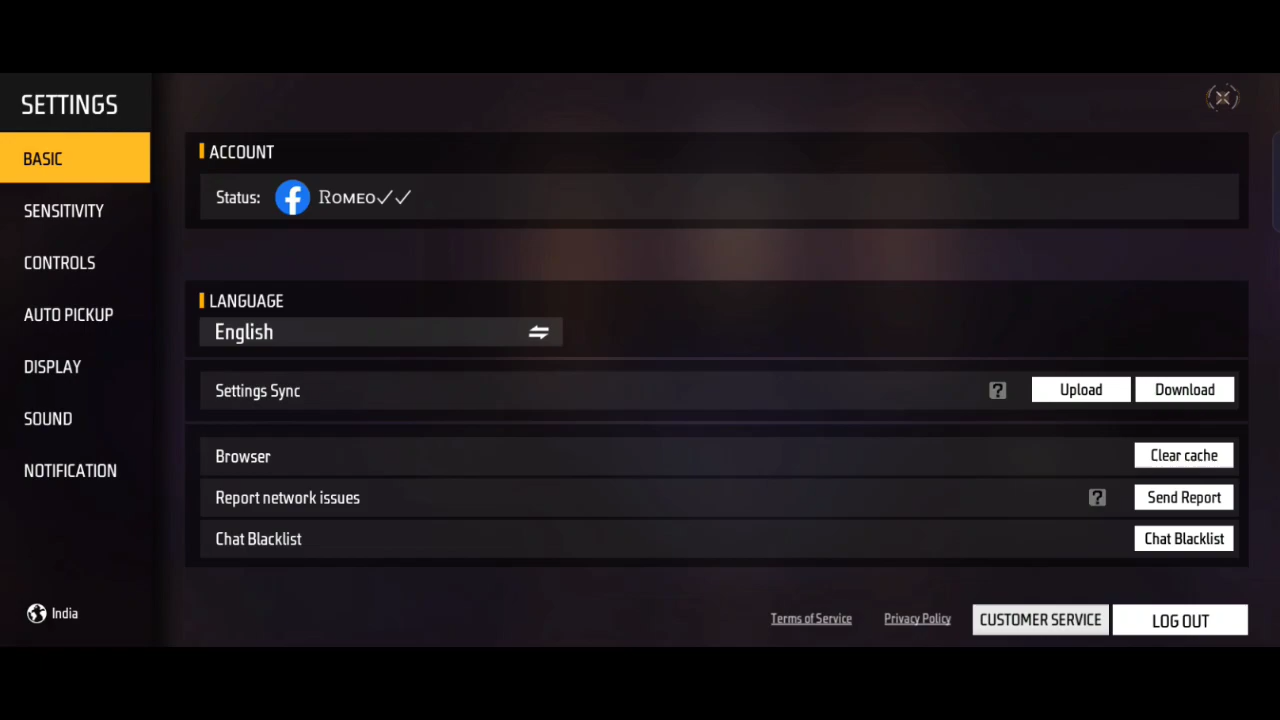 SETTINGS
BASIC
SENSITIVITY
CONTROLS
AUTO PICKUP
DISPLAY
SOUND
NOTIFICATION
India
ACCOUNT
Status: Rᴏᴍᴇᴏ✓✓
LANGUAGE
English
Settings Sync ? Upload Download
Browser Clear cache
Report network issues ? Send Report
Chat Blacklist Chat Blacklist
Terms of Service Privacy Policy CUSTOMER SERVICE LOG OUT